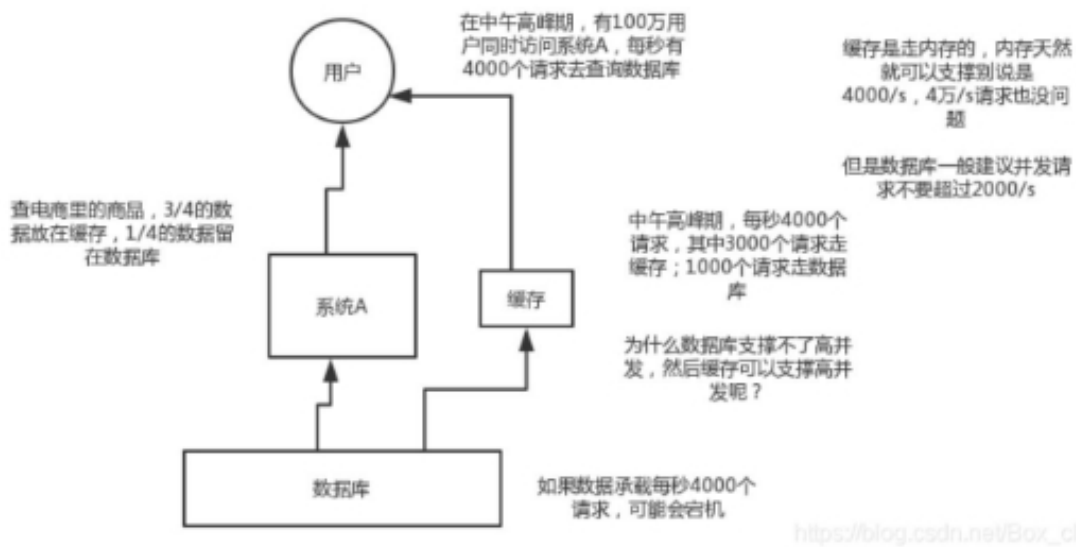 在中午高峰期，有100万用
户同时访问系统A，每秒有
4000个请求去查询数据库
用户
缓存是走内存的，内存天然
就可以支撑别说是
4000/s，4万/s请求也没问
题
但是数据库一般建议并发请
求不要超过2000/s
查电商里的商品，3/4的数
据放在缓存，1/4的数据留
在数据库
中午高峰期，每秒4000个
请求，其中3000个请求走
缓存；1000个请求走数据
库
系统A
缓存
为什么数据库支撑不了高并
发，然后缓存可以支撑高并
发呢？
数据库
如果数据承载每秒4000个
请求，可能会宕机
https://blog.csdn.net/Box_cl